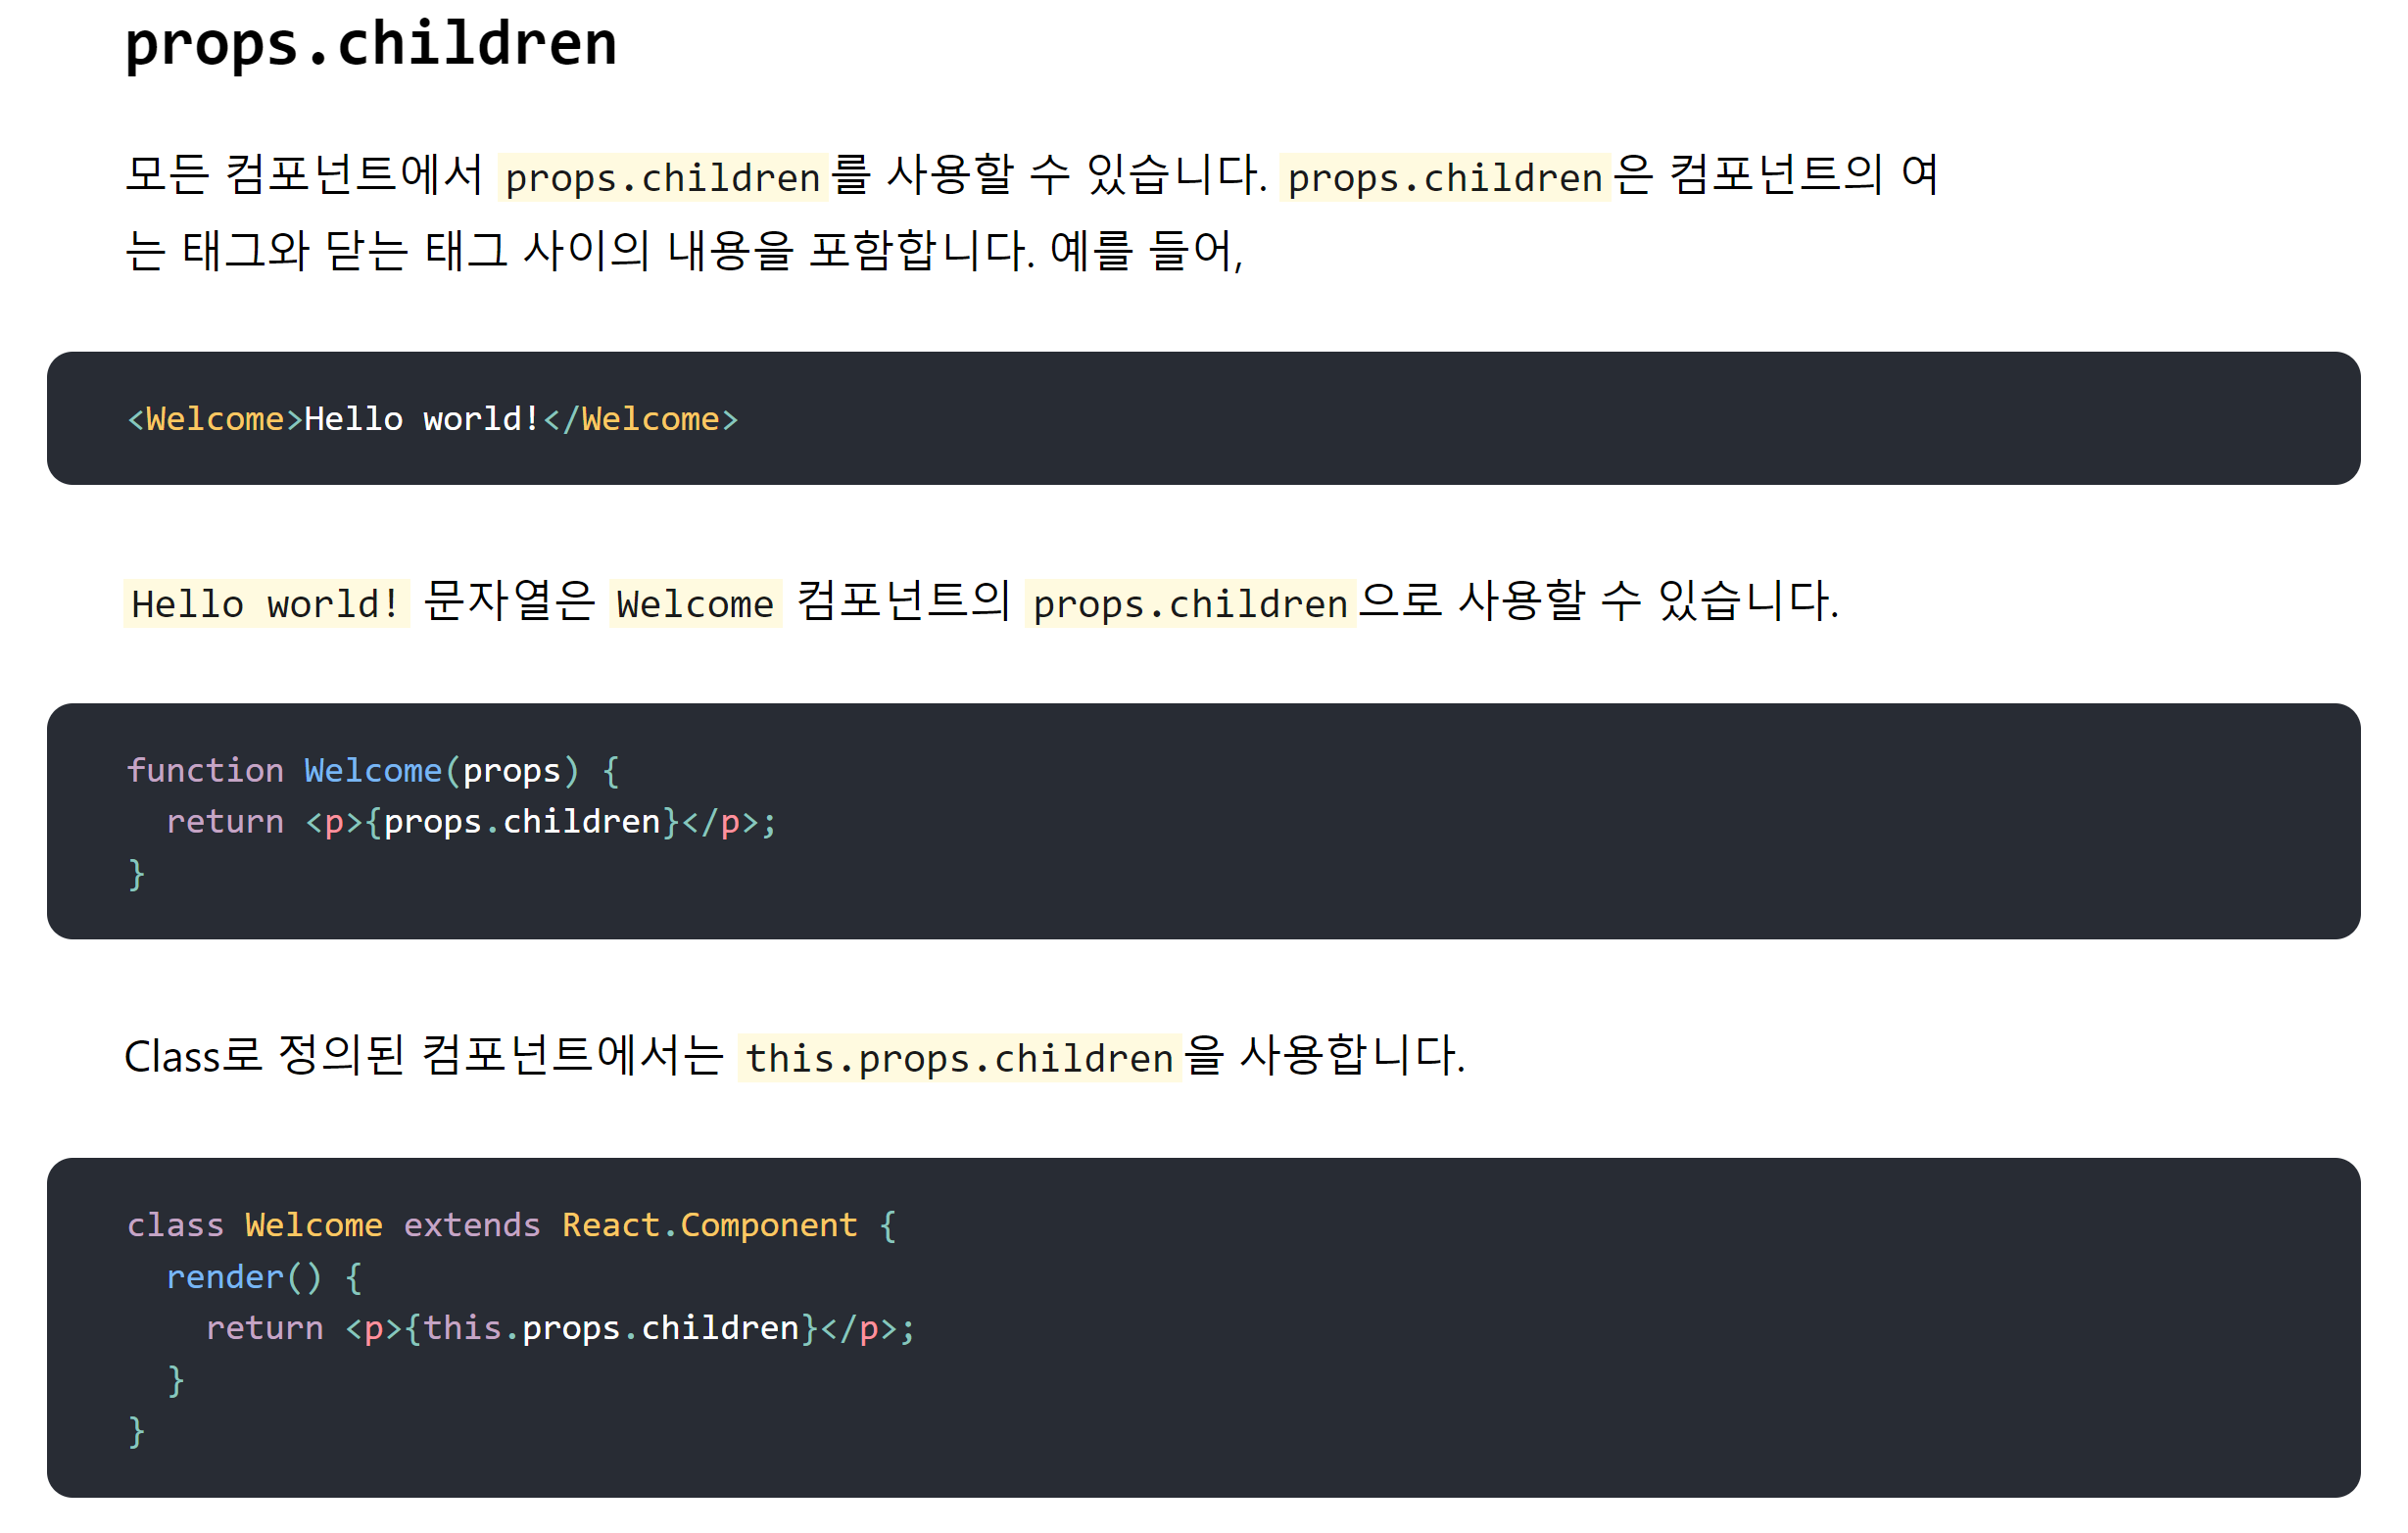 props.children
모든 컴포넌트에서 props.children를 사용할 수 있습니다. props.children은 컴포넌트의 여
는 태그와 닫는 태그 사이의 내용을 포함합니다. 예를 들어,
<Welcome>Hello world!</Welcome>
Hello world! 문자열은 Welcome 컴포넌트의 props.children으로 사용할 수 있습니다.
function Welcome(props) {
  return <p>{props.children}</p>;
}
Class로 정의된 컴포넌트에서는 this.props.children을 사용합니다.
class Welcome extends React.Component {
  render() {
    return <p>{this.props.children}</p>;
  }
}